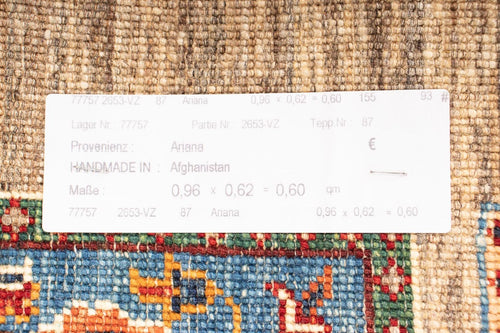 77757 2653-VZ 87 Ariana 0,96 x 0,62 = 0,60 155 93 #
Lager Nr.: 77757 Partie Nr.: 2653-VZ Tepp.Nr.: 87
Provenienz : Ariana €
HANDMADE IN : Afghanistan
Maße : 0,96 x 0,62 = 0,60 qm
77757 2653-VZ 87 Ariana 0,96 x 0,62 = 0,60